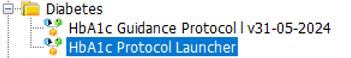 Diabetes
HbA1c Guidance Protocol l v31-05-2024
HbA1c Protocol Launcher